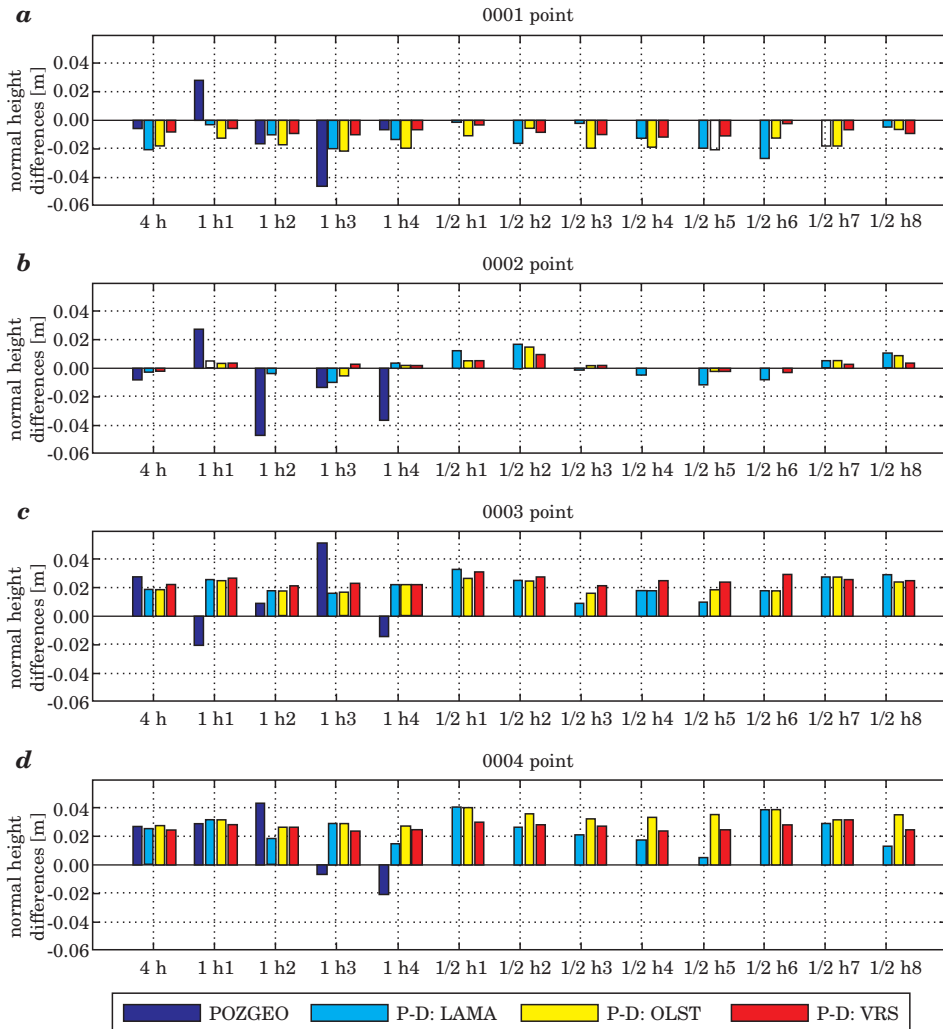 a
0001 point
normal height
differences [m]
0.04
0.02
0.00
-0.02
-0.04
-0.06
4 h 1 h1 1 h2 1 h3 1 h4 1/2 h1 1/2 h2 1/2 h3 1/2 h4 1/2 h5 1/2 h6 1/2 h7 1/2 h8
b
0002 point
normal height
differences [m]
0.04
0.02
0.00
-0.02
-0.04
-0.06
4 h 1 h1 1 h2 1 h3 1 h4 1/2 h1 1/2 h2 1/2 h3 1/2 h4 1/2 h5 1/2 h6 1/2 h7 1/2 h8
c
0003 point
normal height
differences [m]
0.04
0.02
0.00
-0.02
-0.04
-0.06
4 h 1 h1 1 h2 1 h3 1 h4 1/2 h1 1/2 h2 1/2 h3 1/2 h4 1/2 h5 1/2 h6 1/2 h7 1/2 h8
d
0004 point
normal height
differences [m]
0.04
0.02
0.00
-0.02
-0.04
-0.06
4 h 1 h1 1 h2 1 h3 1 h4 1/2 h1 1/2 h2 1/2 h3 1/2 h4 1/2 h5 1/2 h6 1/2 h7 1/2 h8
POZGEO P-D: LAMA P-D: OLST P-D: VRS